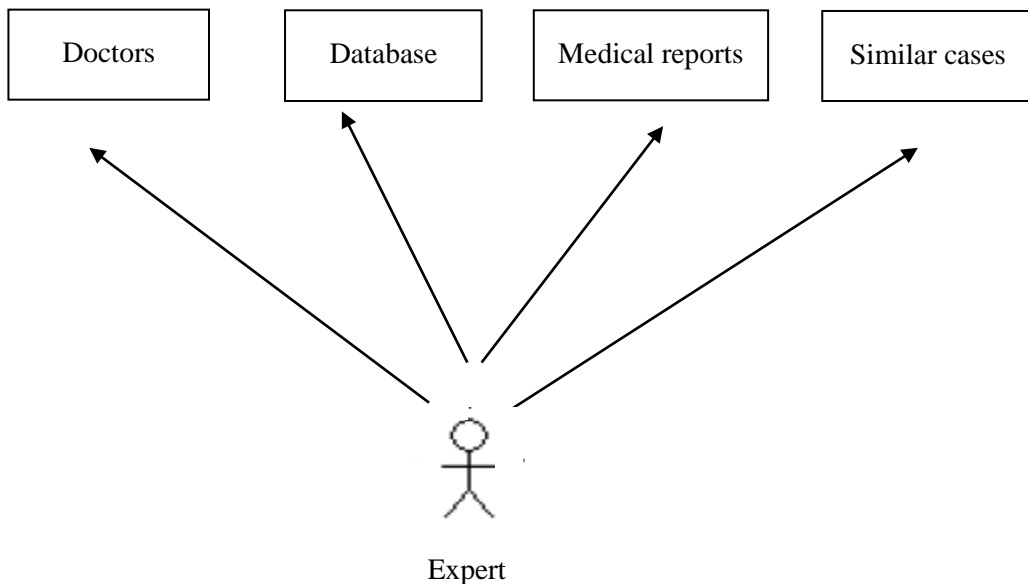 Doctors
Database
Medical reports
Similar cases
Expert